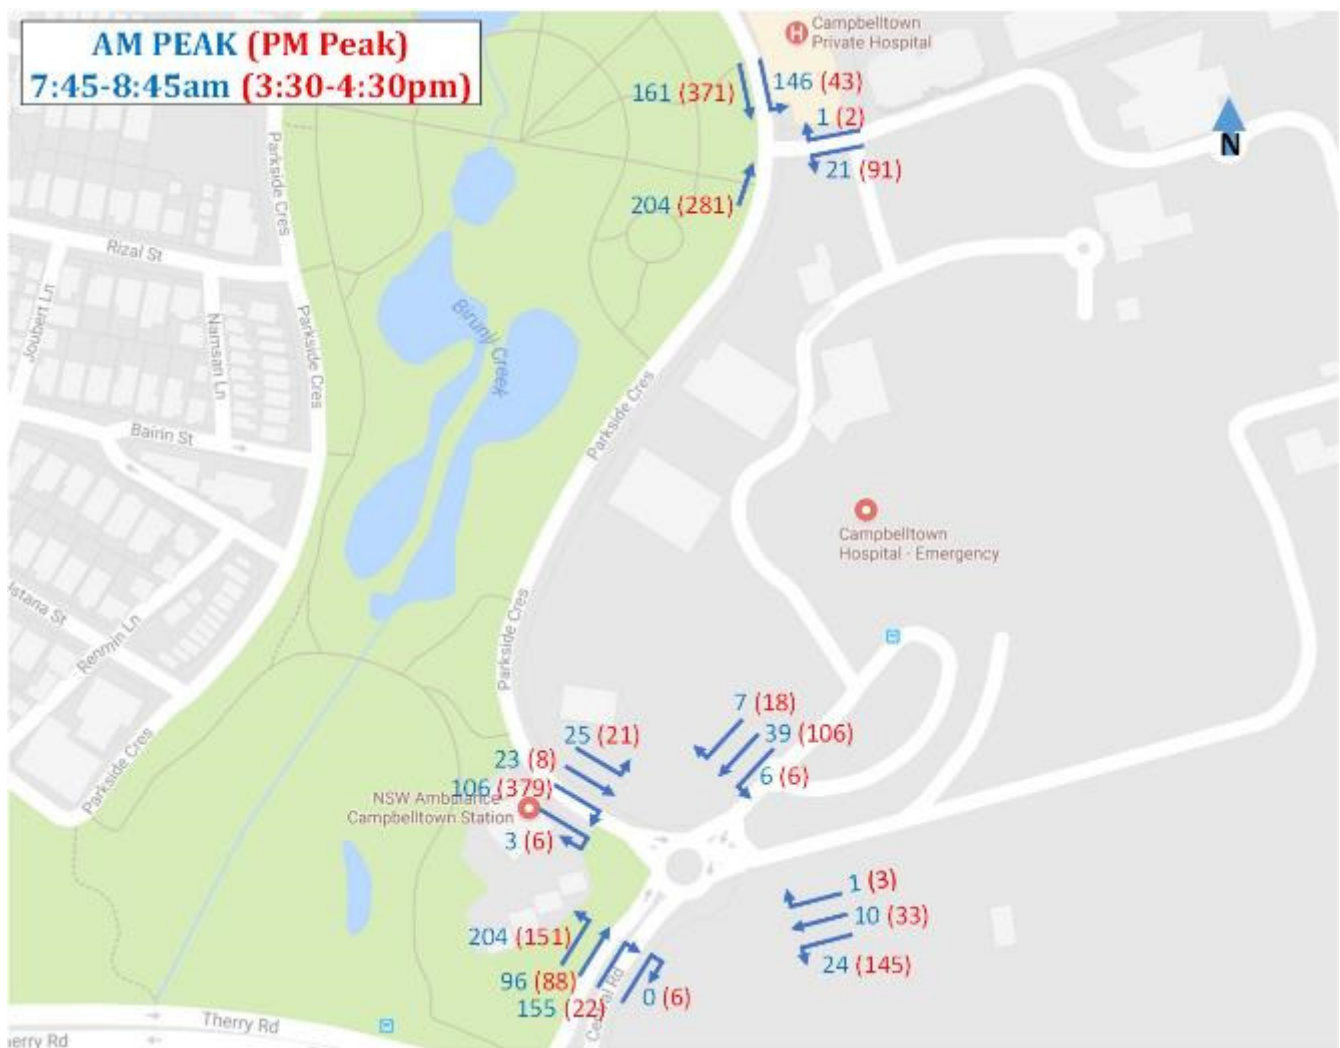 AM PEAK (PM Peak)
7:45-8:45am (3:30-4:30pm)
Campbelltown
Private Hospital
H
161 (371)
146 (43)
1 (2)
21 (91)
204 (281)
N
Parkside Cres
Rizal St
Joubert Ln
Namsan Ln
Parkside Cres
Birunji Creek
Parkside Cres
Bairin St
Campbelltown
Hospital - Emergency
Istana St
Renmin Ln
Parkside Cres
Parkside Cres
7 (18)
39 (106)
6 (6)
25 (21)
23 (8)
106 (379)
NSW Ambulance
Campbelltown Station
3 (6)
1 (3)
10 (33)
24 (145)
204 (151)
96 (88)
155 (22)
0 (6)
Rd
Therry Rd